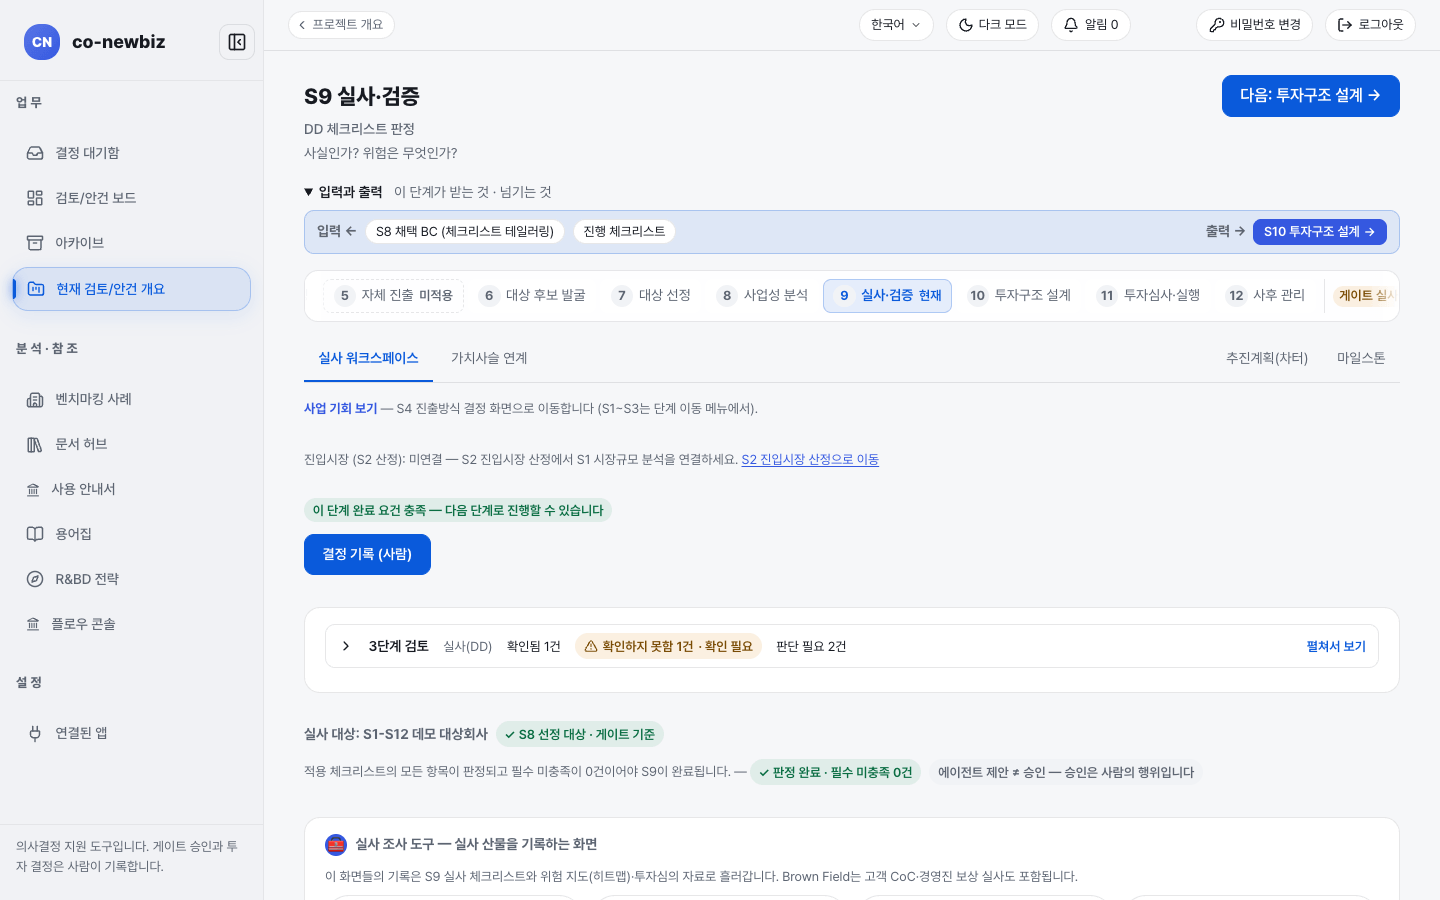 CN co-newbiz
업무
결정 대기함
검토/안건 보드
아카이브
현재 검토/안건 개요
분석·참조
벤치마킹 사례
문서 허브
사용 안내서
용어집
R&BD 전략
플로우 콘솔
설정
연결된 앱
의사결정 지원 도구입니다. 게이트 승인과 투
자 결정은 사람이 기록합니다.
프로젝트 개요
한국어
다크 모드
알림 0
비밀번호 변경
로그아웃
S9 실사·검증
다음: 투자구조 설계 →
DD 체크리스트 판정
사실인가? 위험은 무엇인가?
▼ 입력과 출력 이 단계가 받는 것 · 넘기는 것
입력 ← S8 채택 BC (체크리스트 테일러링) 진행 체크리스트 출력 → S10 투자구조 설계 →
5 자체 진출 미적용 6 대상 후보 발굴 7 대상 선정 8 사업성 분석 9 실사·검증 현재 10 투자구조 설계 11 투자심사·실행 12 사후 관리 게이트 실사
실사 워크스페이스 가치사슬 연계 추진계획(차터) 마일스톤
사업 기회 보기 — S4 진출방식 결정 화면으로 이동합니다 (S1~S3는 단계 이동 메뉴에서).
진입시장 (S2 산정): 미연결 — S2 진입시장 산정에서 S1 시장규모 분석을 연결하세요. S2 진입시장 산정으로 이동
이 단계 완료 요건 충족 — 다음 단계로 진행할 수 있습니다
결정 기록 (사람)
3단계 검토 실사(DD) 확인됨 1건 확인하지 못함 1건 · 확인 필요 판단 필요 2건 펼쳐서 보기
실사 대상: S1-S12 데모 대상회사 ✓ S8 선정 대상 · 게이트 기준
적용 체크리스트의 모든 항목이 판정되고 필수 미충족이 0건이어야 S9이 완료됩니다. — ✓ 판정 완료 · 필수 미충족 0건 에이전트 제안 ≠ 승인 — 승인은 사람의 행위입니다
실사 조사 도구 — 실사 산물을 기록하는 화면
이 화면들의 기록은 S9 실사 체크리스트와 위험 지도(히트맵)·투자심의 자료로 흘러갑니다. Brown Field는 고객 CoC·경영진 보상 실사도 포함됩니다.